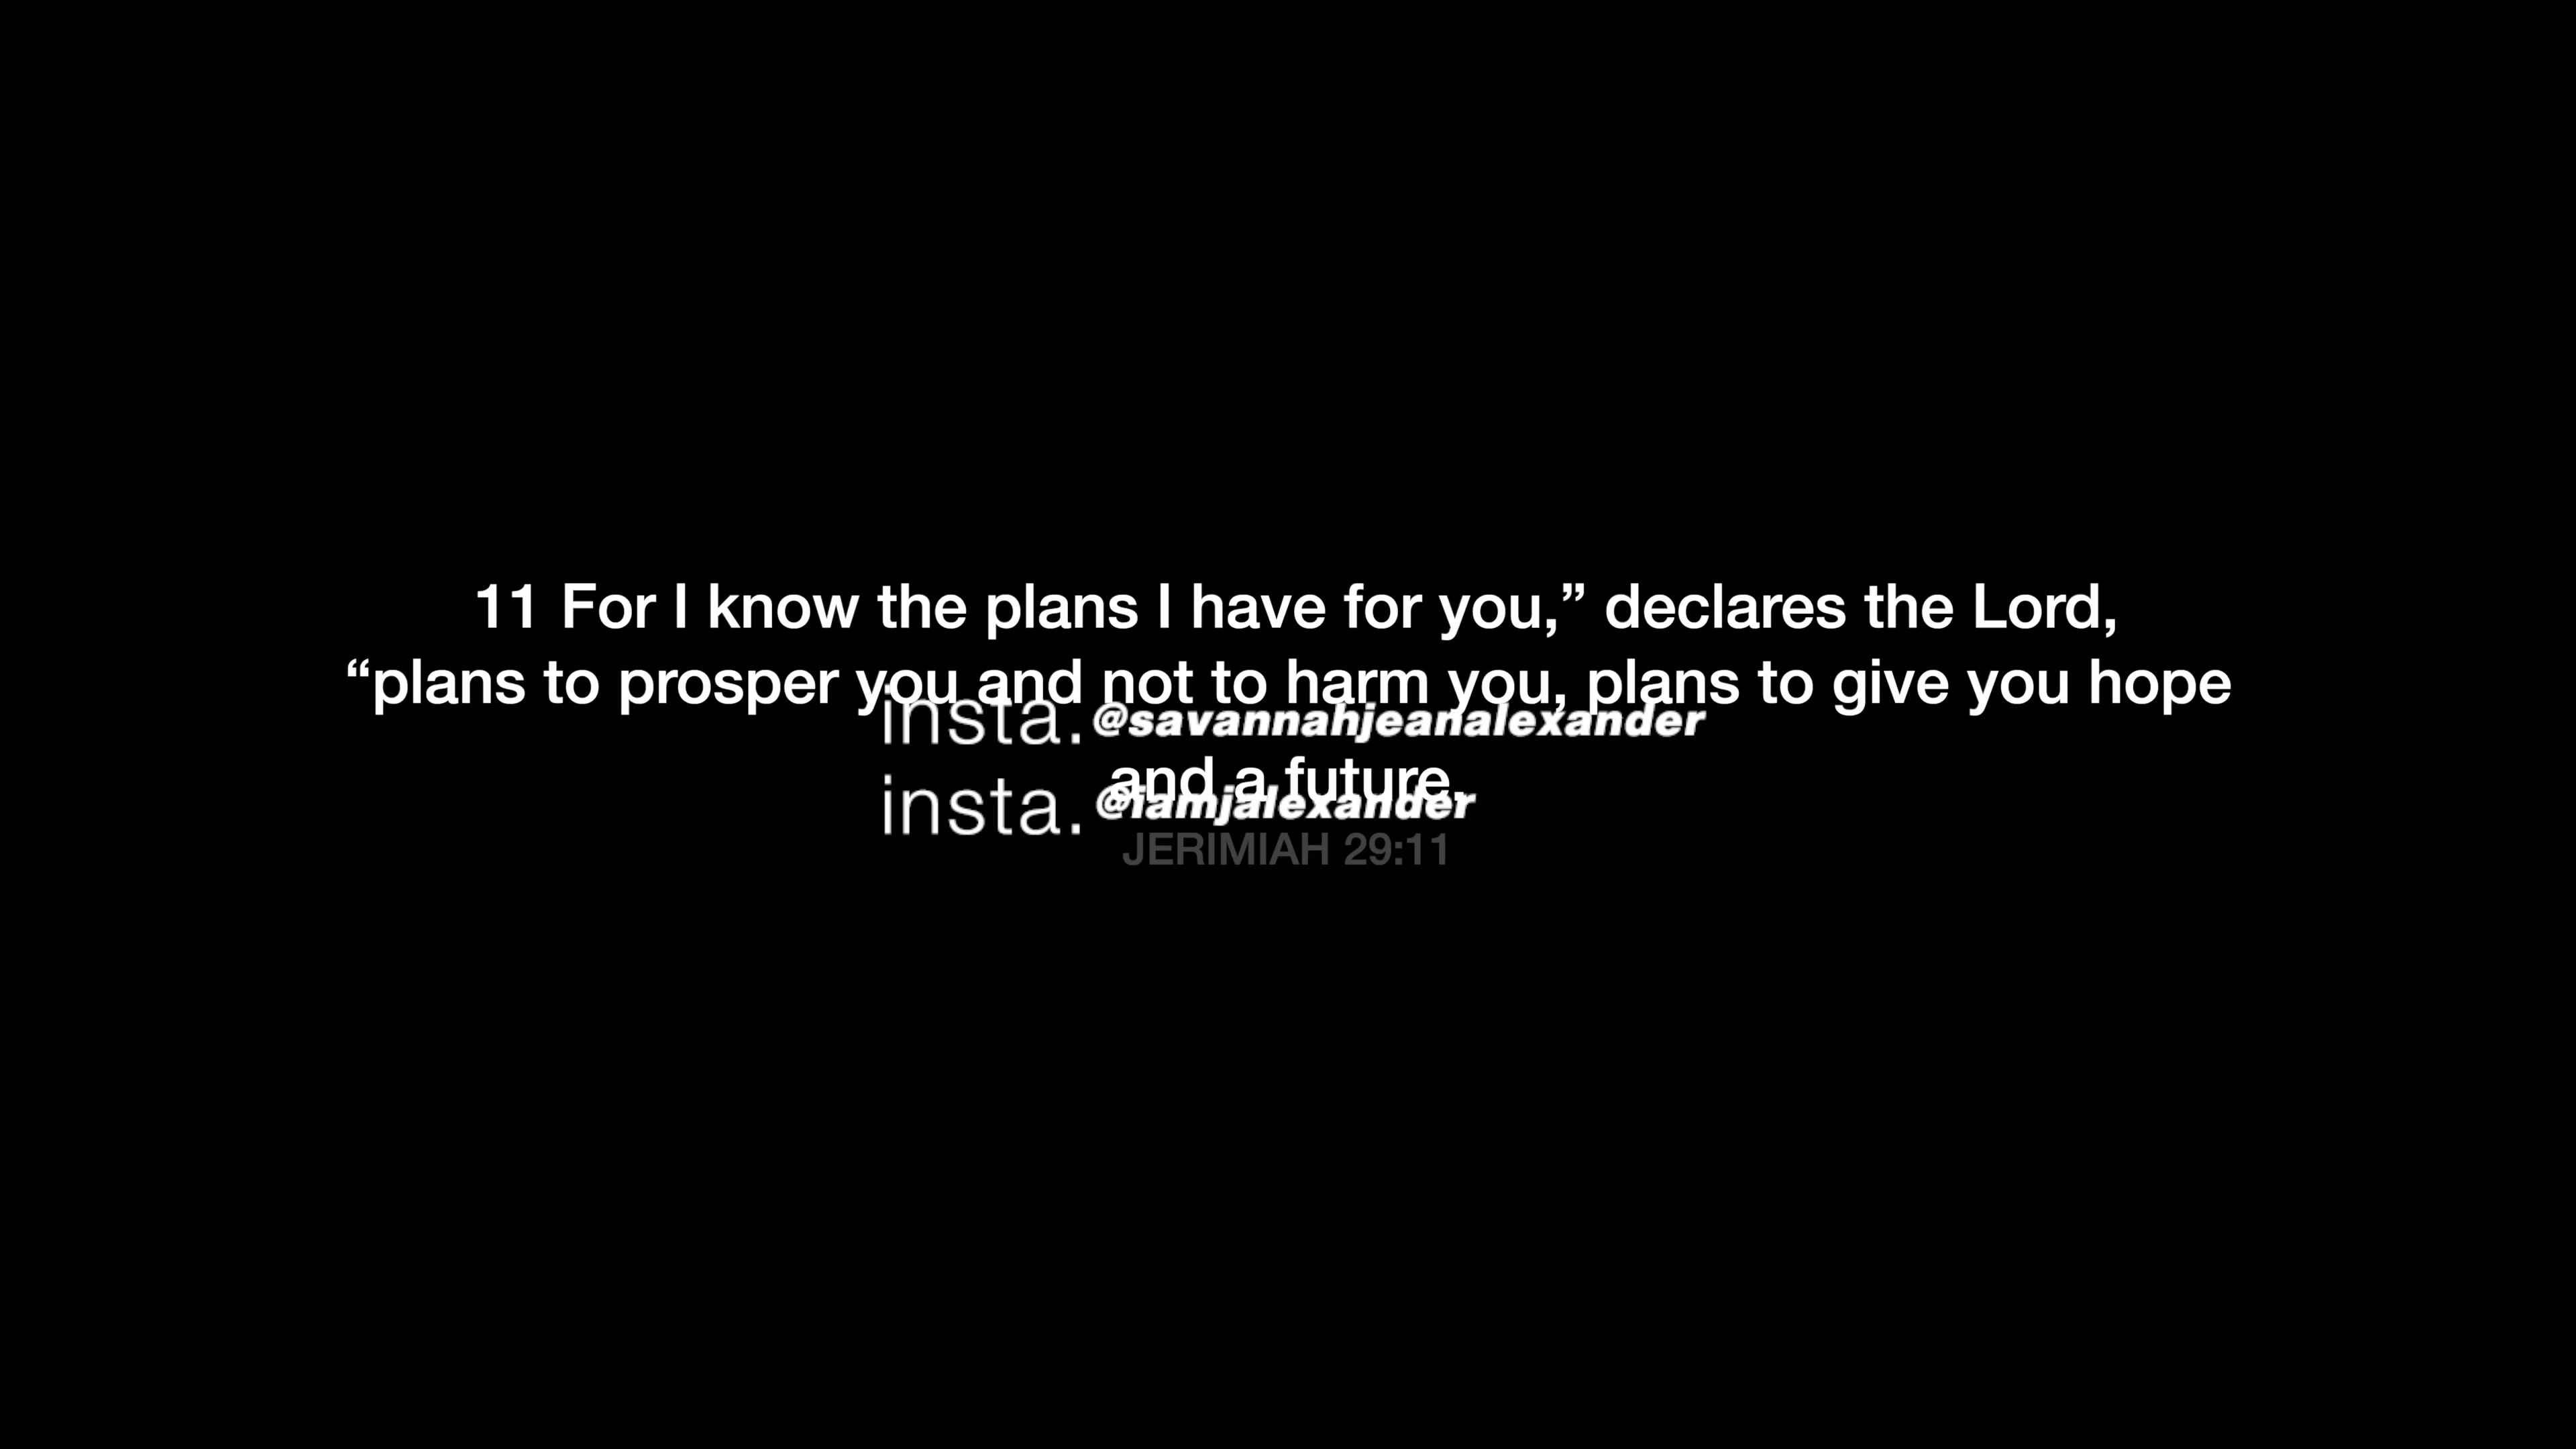 11 For I know the plans I have for you,” declares the Lord,
“plans to prosper you and not to harm you, plans to give you hope
insta. @savannahjeanalexander
and a future.
insta. @iamjalexander
JERIMIAH 29:11